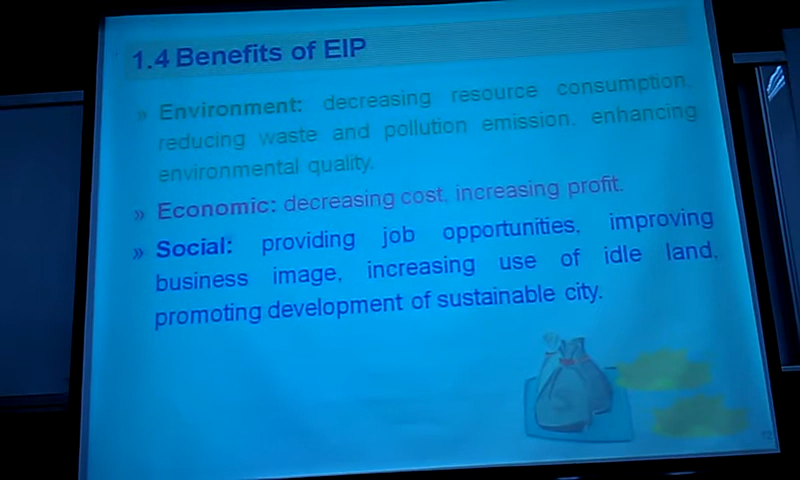 1.4 Benefits of EIP
» Environment: decreasing resource consumption,
reducing waste and pollution emission, enhancing
environmental quality.
» Economic: decreasing cost, increasing profit.
» Social: providing job opportunities, improving
business image, increasing use of idle land,
promoting development of sustainable city.